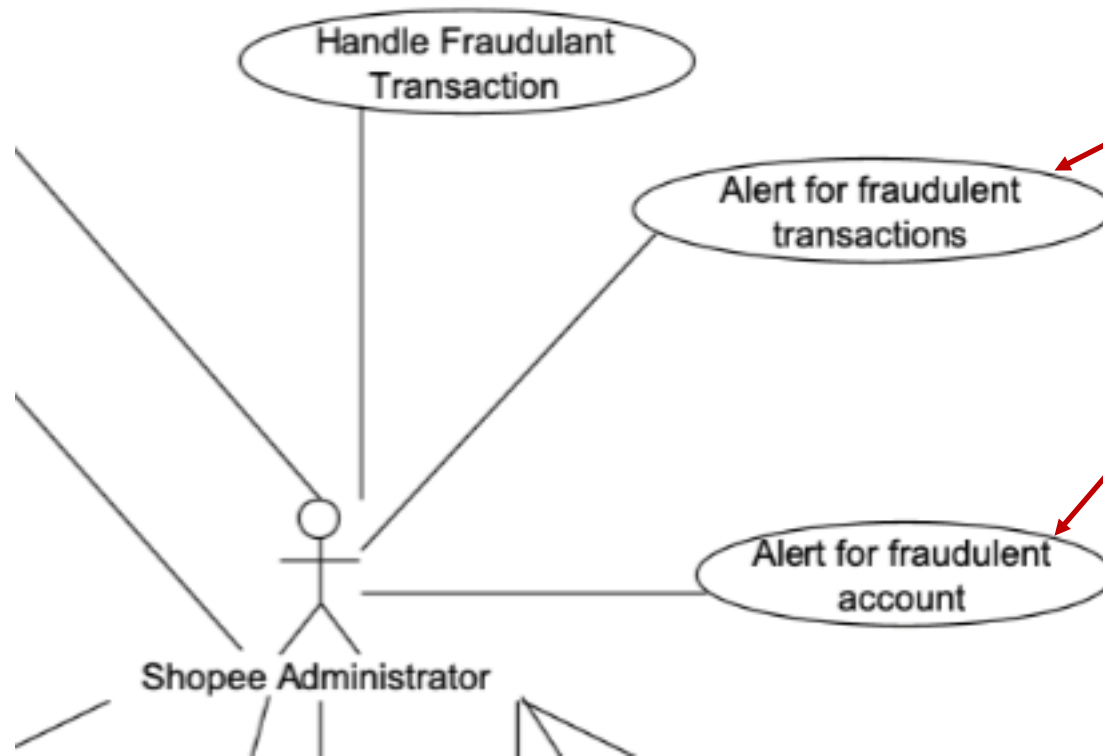 Handle Fraudulant
Transaction
Alert for fraudulent
transactions
Alert for fraudulent
account
Shopee Administrator